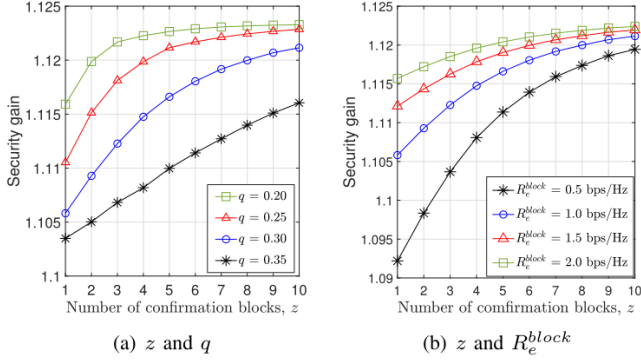 1.125
1.12
1.115
1.11
1.105
1.1
Security gain
1 2 3 4 5 6 7 8 9 10
Number of confirmation blocks, z
q = 0.20
q = 0.25
q = 0.30
q = 0.35
(a) z and q
1.125
1.12
1.115
1.11
1.105
1.1
1.095
1.09
Security gain
1 2 3 4 5 6 7 8 9 10
Number of confirmation blocks, z
R_e^{block} = 0.5 bps/Hz
R_e^{block} = 1.0 bps/Hz
R_e^{block} = 1.5 bps/Hz
R_e^{block} = 2.0 bps/Hz
(b) z and R_e^{block}